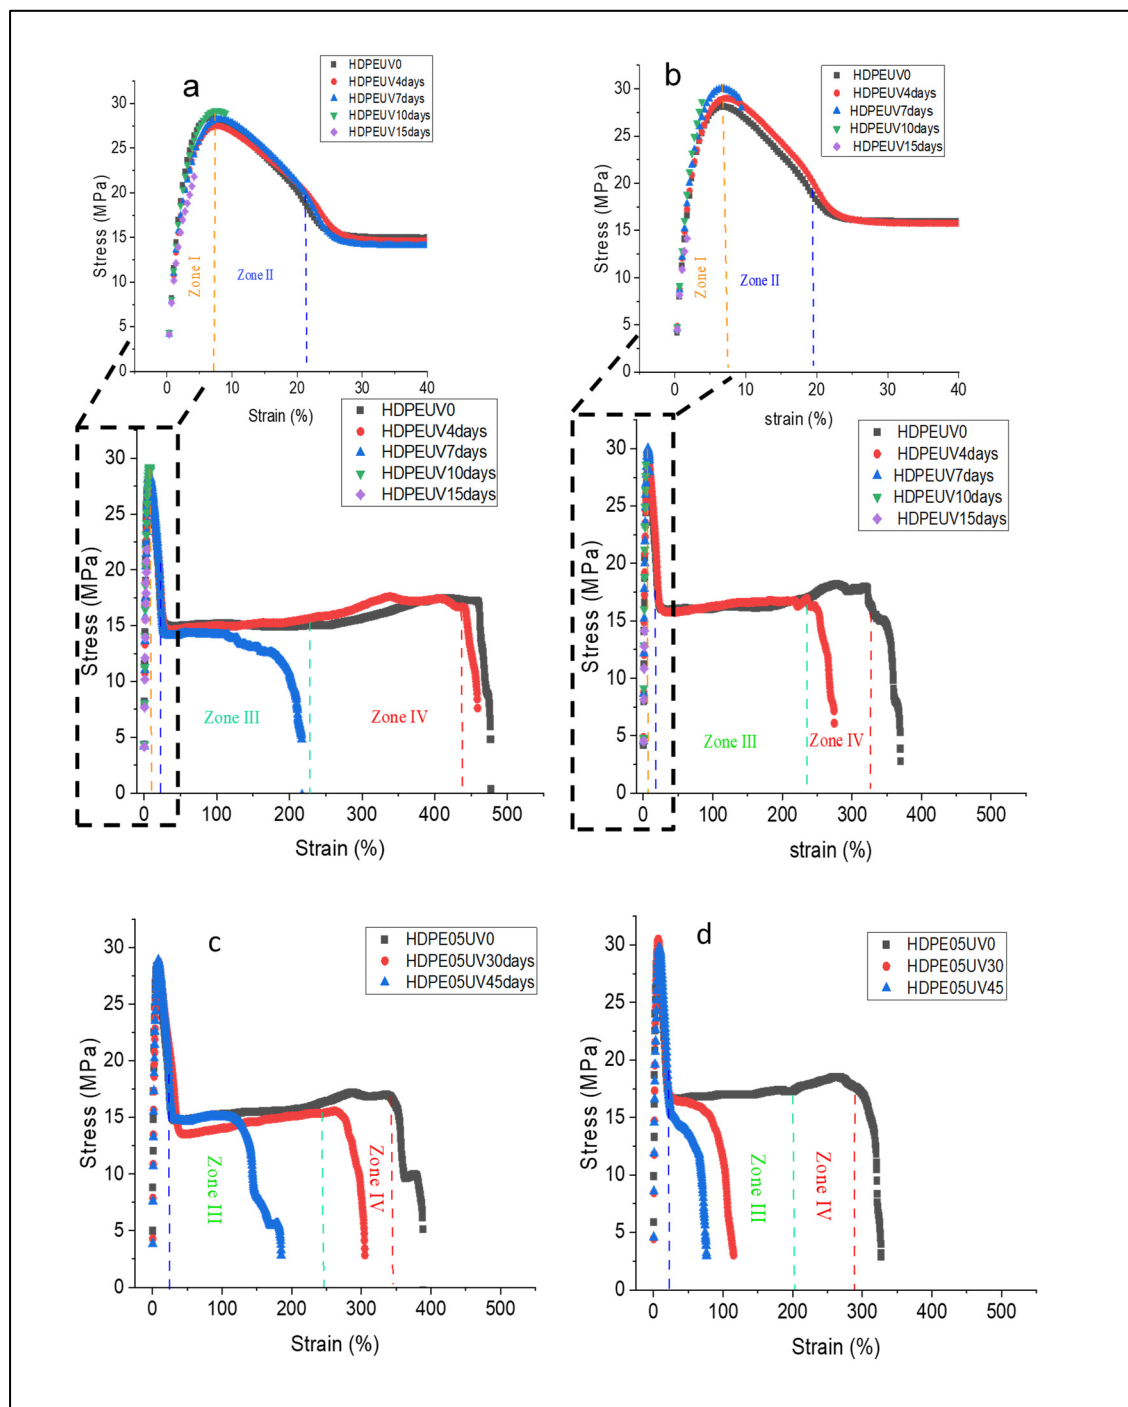 a
HDPEUV0
HDPEUV4days
HDPEUV7days
HDPEUV10days
HDPEUV15days
Stress (MPa)
30
25
20
15
10
5
0
Zone I
Zone II
0 10 20 30 40
Strain (%)
b
HDPEUV0
HDPEUV4days
HDPEUV7days
HDPEUV10days
HDPEUV15days
Stress (MPa)
30
25
20
15
10
5
0
Zone I
Zone II
0 10 20 30 40
strain (%)
HDPEUV0
HDPEUV4days
HDPEUV7days
HDPEUV10days
HDPEUV15days
Stress (MPa)
30
25
20
15
10
5
0
Zone III
Zone IV
0 100 200 300 400 500
Strain (%)
HDPEUV0
HDPEUV4days
HDPEUV7days
HDPEUV10days
HDPEUV15days
Stress (MPa)
30
25
20
15
10
5
0
Zone III
Zone IV
0 100 200 300 400 500
strain (%)
c
HDPE05UV0
HDPE05UV30days
HDPE05UV45days
Stress (MPa)
30
25
20
15
10
5
0
Zone III
Zone IV
0 100 200 300 400 500
Strain (%)
d
HDPE05UV0
HDPE05UV30
HDPE05UV45
Stress (MPa)
30
25
20
15
10
5
0
Zone III
Zone IV
0 100 200 300 400 500
Strain (%)